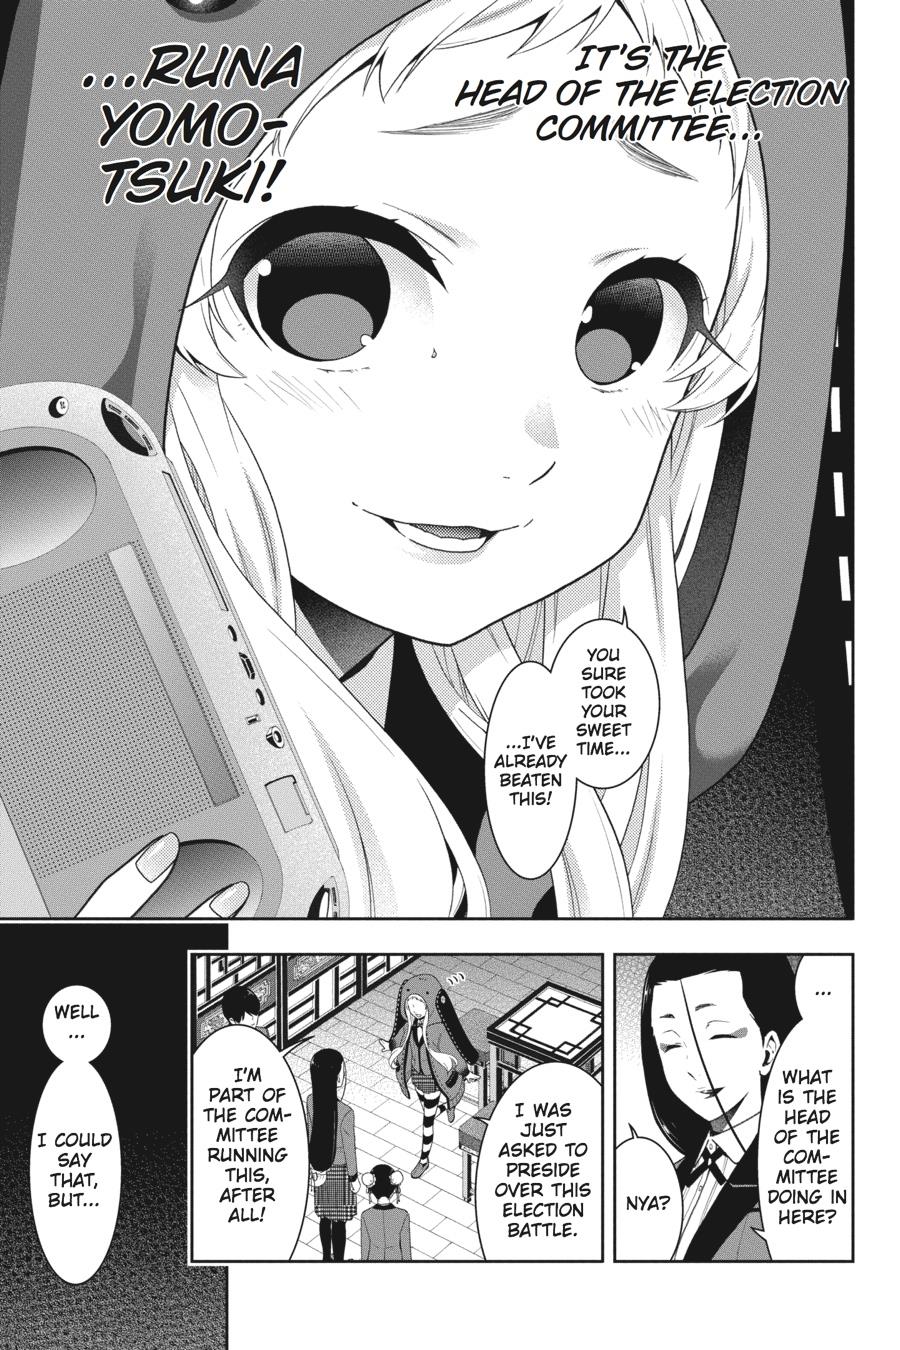 IT'S THE
HEAD OF THE ELECTION
COMMITTEE...
...RUNA
YOMO-
TSUKI!
YOU
SURE
TOOK
YOUR
SWEET
TIME...
...I'VE
ALREADY
BEATEN
THIS!
...
WHAT
IS THE
HEAD
OF THE
COM-
MITTEE
DOING IN
HERE?
NYA?
I WAS
JUST
ASKED TO
PRESIDE
OVER THIS
ELECTION
BATTLE.
I'M
PART OF
THE COM-
MITTEE
RUNNING
THIS,
AFTER
ALL!
WELL
...
I COULD
SAY
THAT,
BUT...